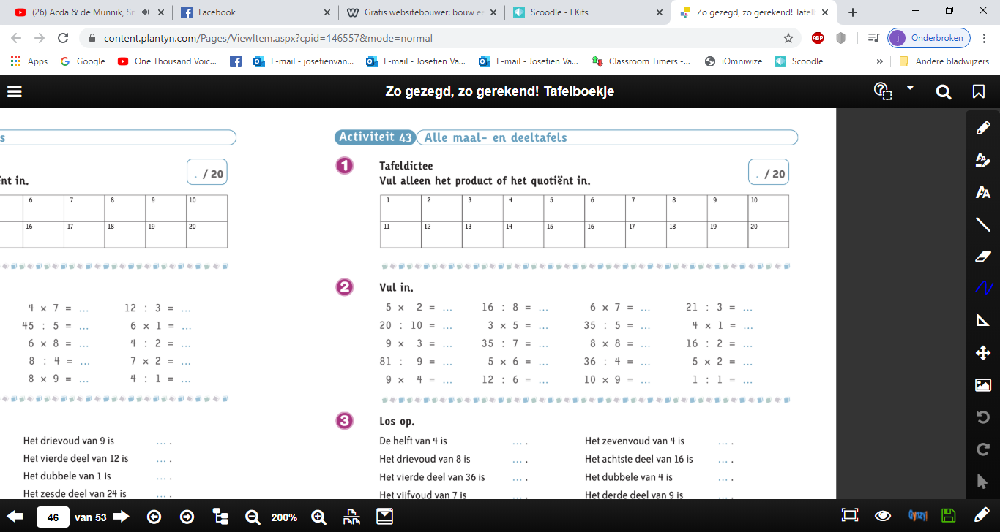 (26) Acda & de Munnik, Sn
Facebook
Gratis websitebouwer: bouw ee
Scoodle - EKits
Zo gezegd, zo gerekend! Tafel
content.plantyn.com/Pages/ViewItem.aspx?cpid=146557&mode=normal
ABP
j Onderbroken
Apps
Google
One Thousand Voic...
E-mail - josefienvan...
E-mail - Josefien Va...
E-mail - Josefien Va...
Classroom Timers -...
iOmniwize
Scoodle
»
Andere bladwijzers
Zo gezegd, zo gerekend! Tafelboekje
s
ënt in.
. / 20
6 7 8 9 10
16 17 18 19 20
4 × 7 = ... 12 : 3 = ...
45 : 5 = ... 6 × 1 = ...
6 × 8 = ... 4 : 2 = ...
8 : 4 = ... 7 × 2 = ...
8 × 9 = ... 4 : 1 = ...
Het drievoud van 9 is ... .
Het vierde deel van 12 is ... .
Het dubbele van 1 is ... .
Het zesde deel van 24 is ... .
Activiteit 43 Alle maal- en deeltafels
1 Tafeldictee
Vul alleen het product of het quotiënt in.
. / 20
1 2 3 4 5 6 7 8 9 10
11 12 13 14 15 16 17 18 19 20
2 Vul in.
5 × 2 = ... 16 : 8 = ... 6 × 7 = ... 21 : 3 = ...
20 : 10 = ... 3 × 5 = ... 35 : 5 = ... 4 × 1 = ...
9 × 3 = ... 35 : 7 = ... 8 × 8 = ... 16 : 2 = ...
81 : 9 = ... 5 × 6 = ... 36 : 4 = ... 5 × 2 = ...
9 × 4 = ... 12 : 6 = ... 10 × 9 = ... 1 : 1 = ...
3 Los op.
De helft van 4 is ... . Het zevenvoud van 4 is ... .
Het drievoud van 8 is ... . Het achtste deel van 16 is ... .
Het vierde deel van 36 is ... . Het dubbele van 4 is ... .
Het vijfvoud van 7 is ... . Het derde deel van 9 is ... .
46 van 53
200%
Gynzy!